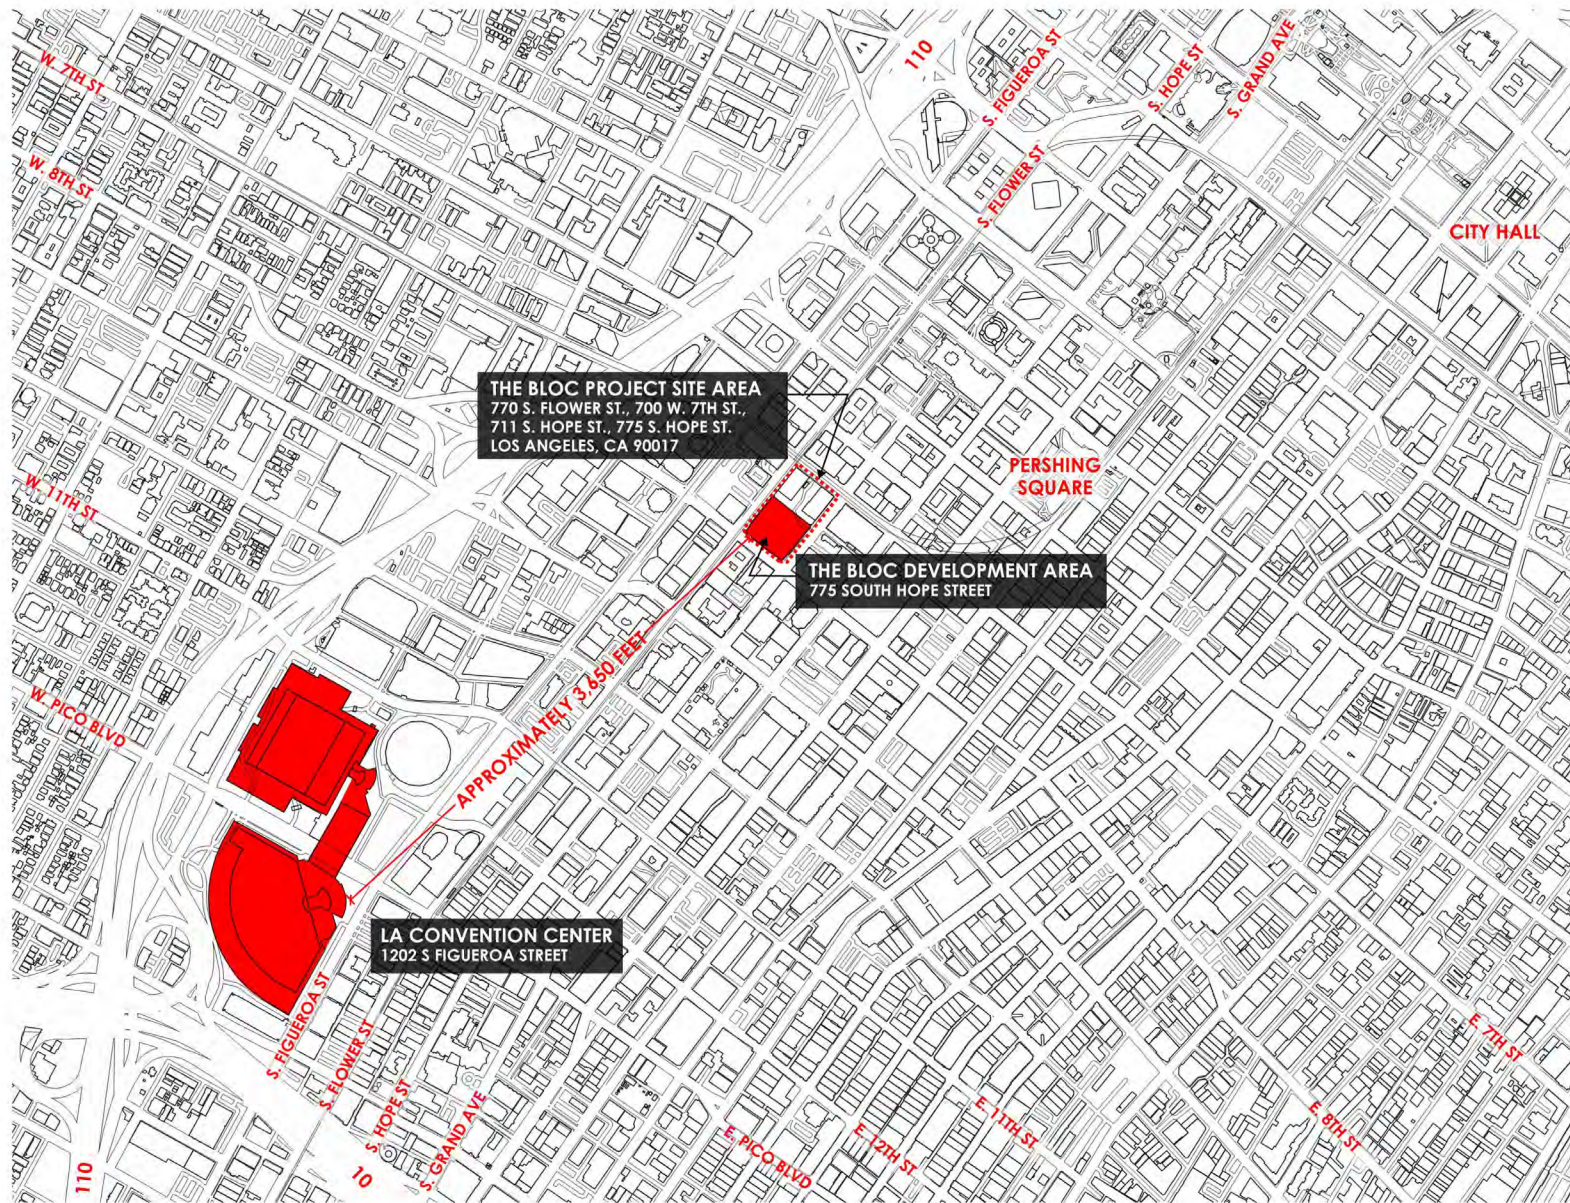 110
S. FIGUEROA ST
S. HOPE ST
S. GRAND AVE
W. 7TH ST
W. 8TH ST
S. FLOWER ST
CITY HALL
THE BLOC PROJECT SITE AREA
770 S. FLOWER ST., 700 W. 7TH ST.,
711 S. HOPE ST., 775 S. HOPE ST.
LOS ANGELES, CA 90017
PERSHING
SQUARE
W. 11TH ST
THE BLOC DEVELOPMENT AREA
775 SOUTH HOPE STREET
APPROXIMATELY 3,650 FEET
W. PICO BLVD
LA CONVENTION CENTER
1202 S FIGUEROA STREET
S. FIGUEROA ST
S. FLOWER ST
S. HOPE ST
S. GRAND AVE
E. PICO BLVD
E. 12TH ST
E. 11TH ST.
E. 8TH ST
E. 7TH ST
110
10